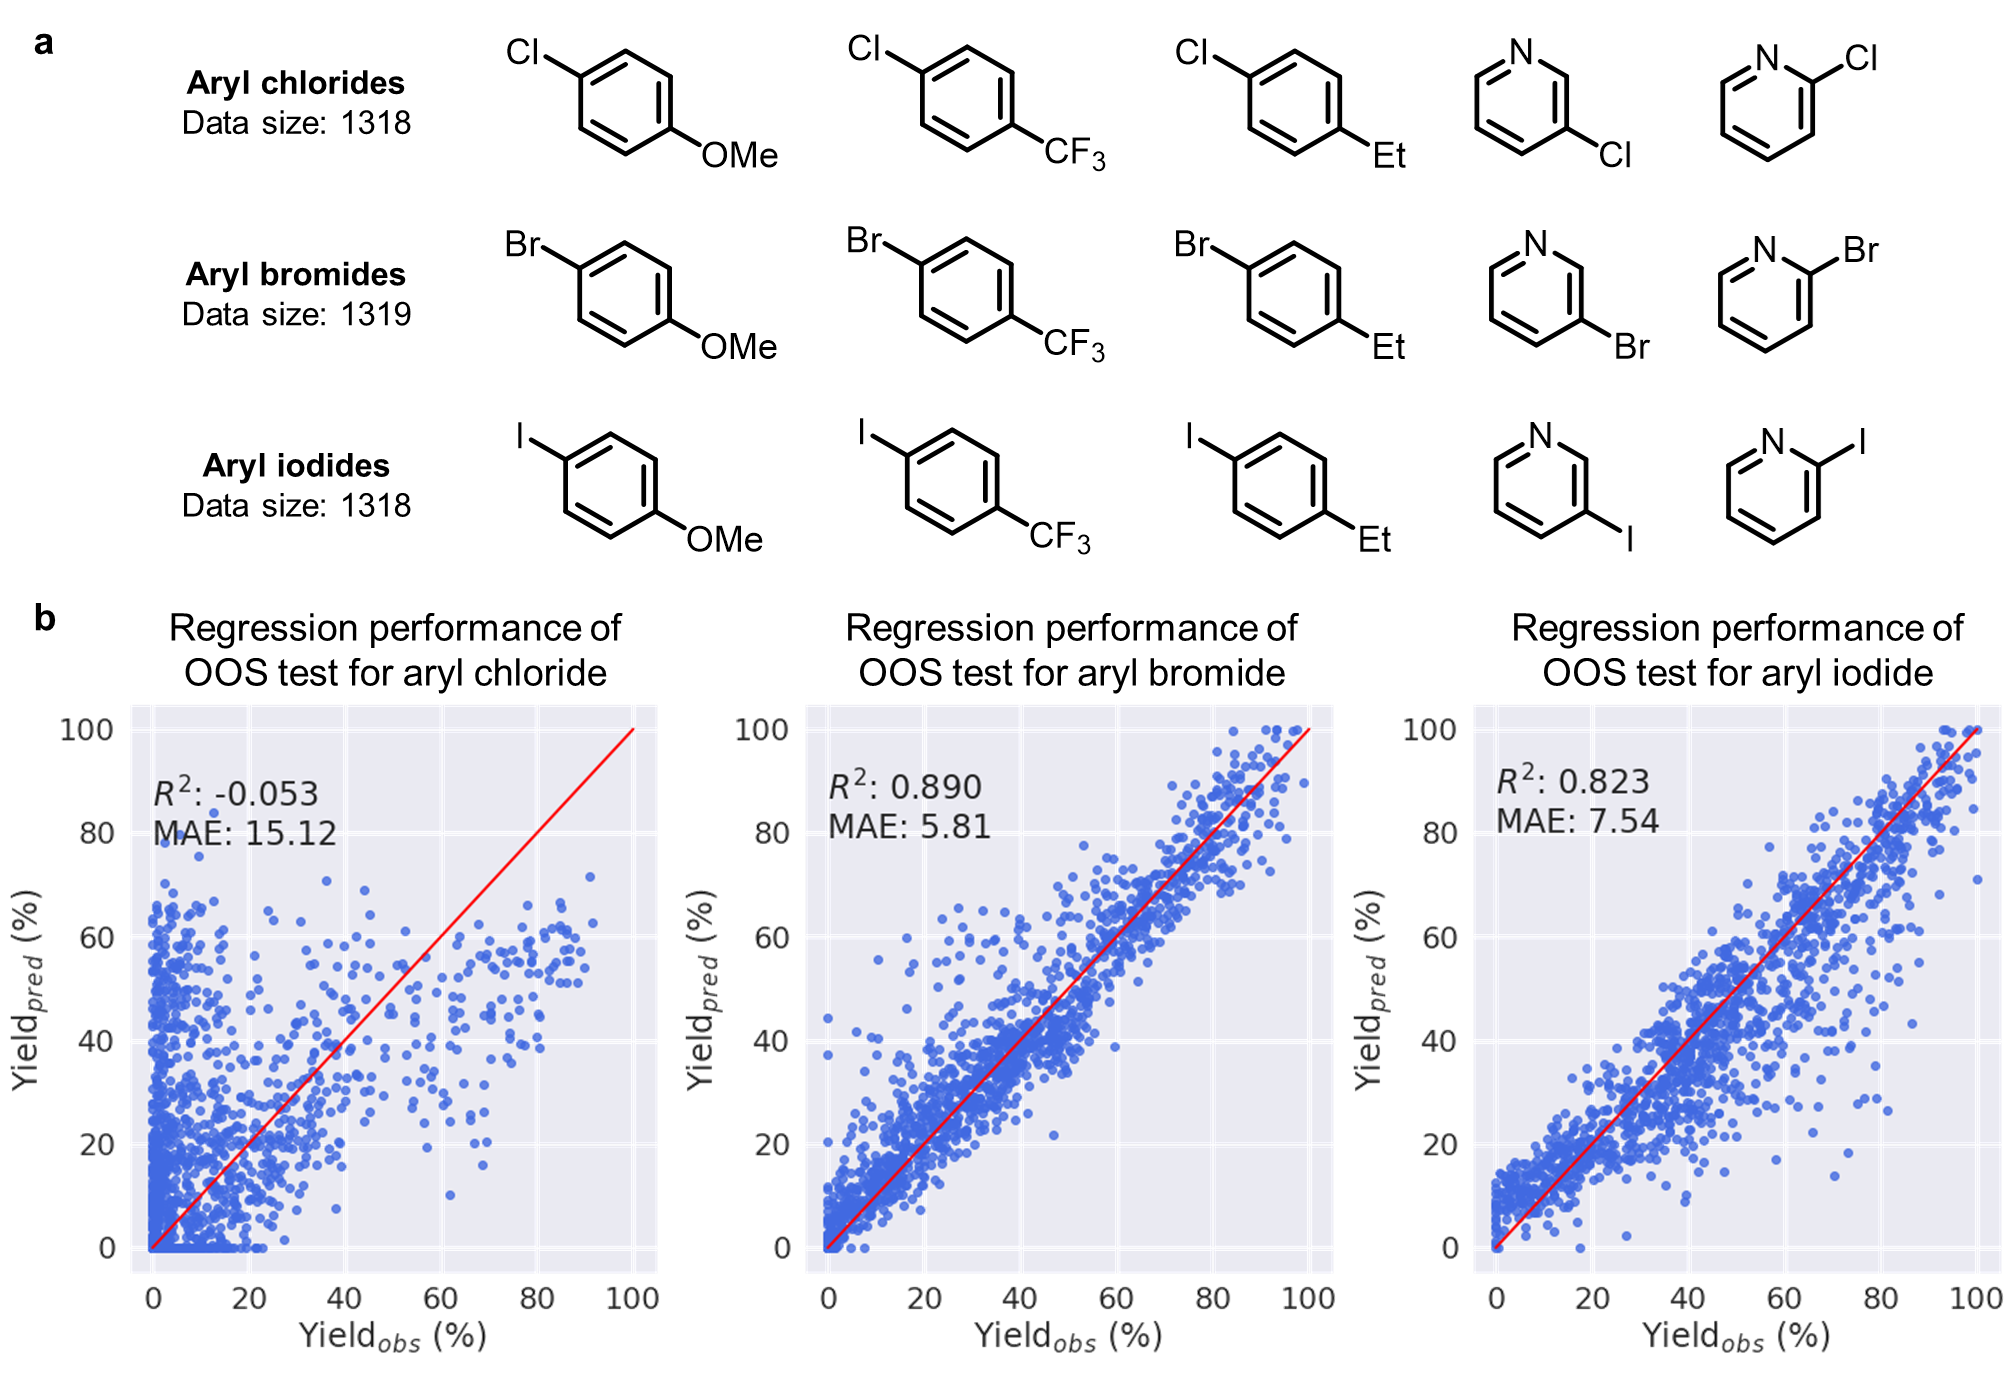 a
Aryl chlorides
Data size: 1318
Cl
OMe
Cl
CF3
Cl
Et
N
Cl
N
Cl
Aryl bromides
Data size: 1319
Br
OMe
Br
CF3
Br
Et
N
Br
N
Br
Aryl iodides
Data size: 1318
I
OMe
I
CF3
I
Et
N
I
N
I
b
Regression performance of
OOS test for aryl chloride
100
80
60
40
20
0
Yieldpred (%)
R²: -0.053
MAE: 15.12
0 20 40 60 80 100
Yieldobs (%)
Regression performance of
OOS test for aryl bromide
100
80
60
40
20
0
Yieldpred (%)
R²: 0.890
MAE: 5.81
0 20 40 60 80 100
Yieldobs (%)
Regression performance of
OOS test for aryl iodide
100
80
60
40
20
0
Yieldpred (%)
R²: 0.823
MAE: 7.54
0 20 40 60 80 100
Yieldobs (%)